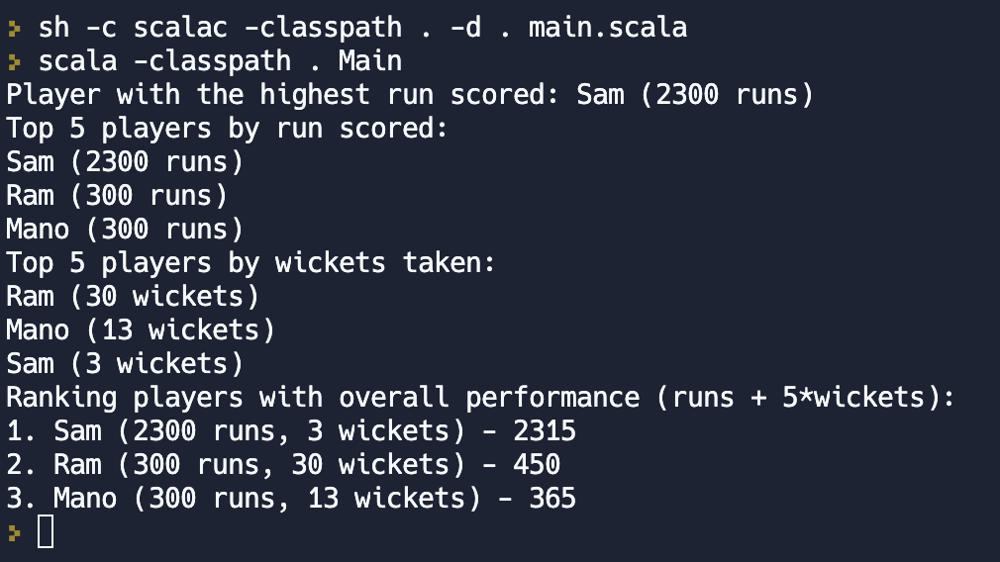 sh -c scalac -classpath . -d . main.scala
scala -classpath . Main
Player with the highest run scored: Sam (2300 runs)
Top 5 players by run scored:
Sam (2300 runs)
Ram (300 runs)
Mano (300 runs)
Top 5 players by wickets taken:
Ram (30 wickets)
Mano (13 wickets)
Sam (3 wickets)
Ranking players with overall performance (runs + 5*wickets):
1. Sam (2300 runs, 3 wickets) - 2315
2. Ram (300 runs, 30 wickets) - 450
3. Mano (300 runs, 13 wickets) - 365